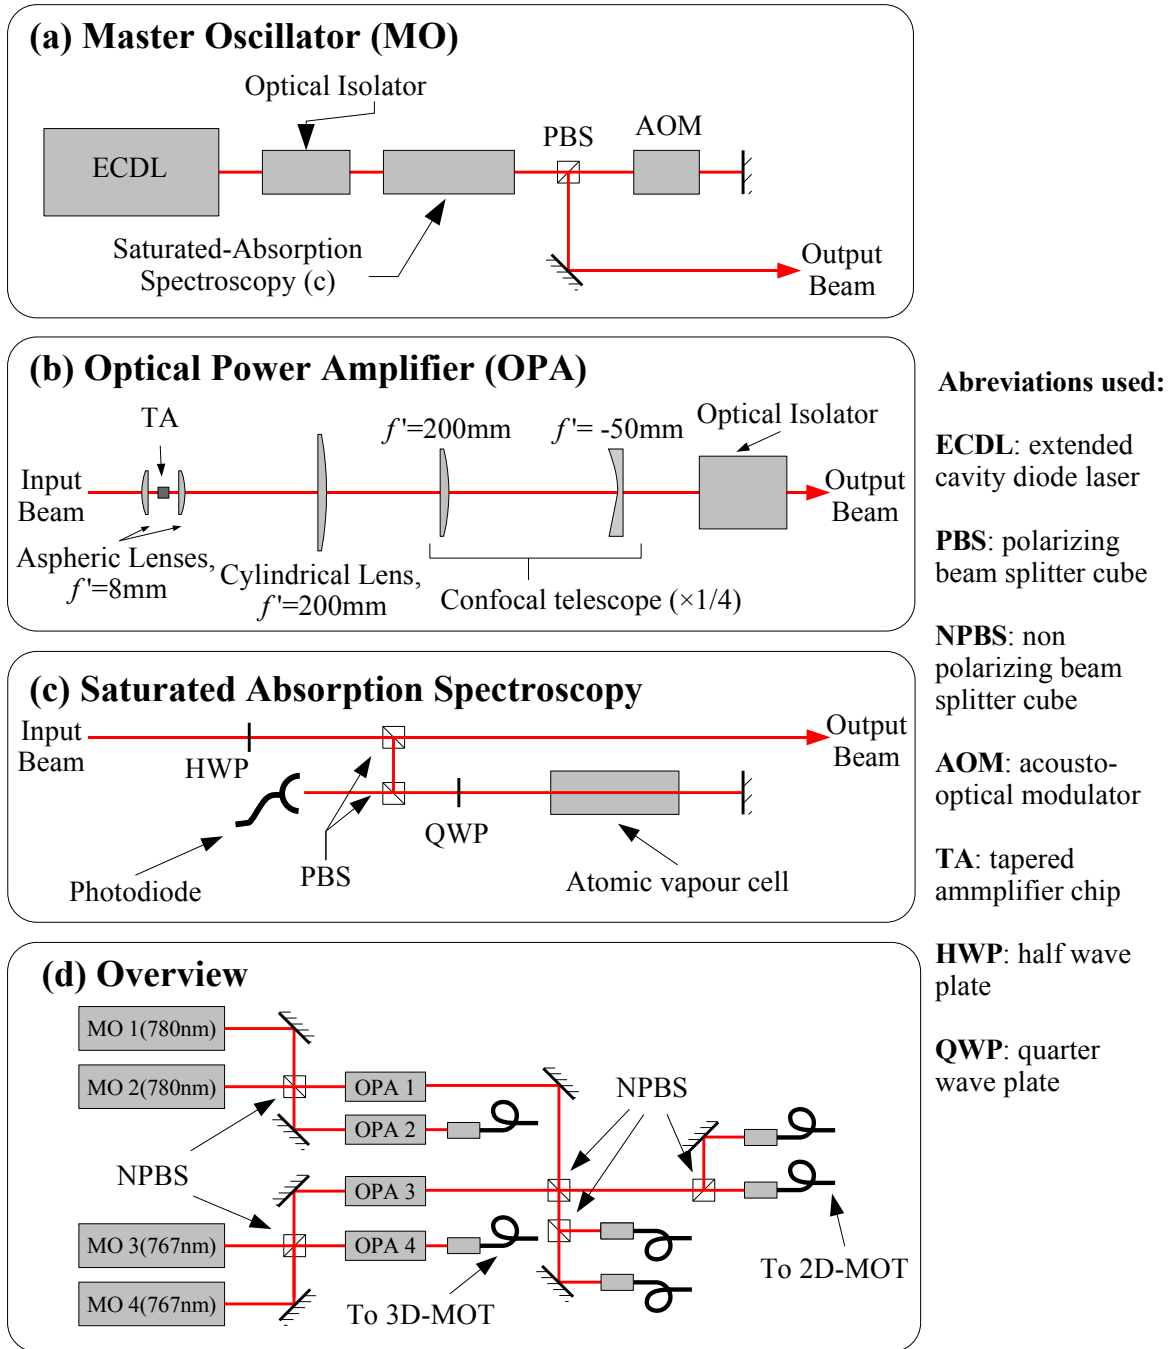 (a) Master Oscillator (MO)
Optical Isolator
ECDL
PBS
AOM
Saturated-Absorption
Spectroscopy (c)
Output
Beam
(b) Optical Power Amplifier (OPA)
TA
f'=200mm
f'= -50mm
Optical Isolator
Input
Beam
Output
Beam
Aspheric Lenses,
f'=8mm
Cylindrical Lens,
f'=200mm
Confocal telescope (×1/4)
(c) Saturated Absorption Spectroscopy
Input
Beam
HWP
Output
Beam
QWP
PBS
Photodiode
Atomic vapour cell
(d) Overview
MO 1(780nm)
MO 2(780nm)
OPA 1
OPA 2
NPBS
NPBS
OPA 3
MO 3(767nm)
OPA 4
MO 4(767nm)
To 3D-MOT
To 2D-MOT
Abreviations used:
ECDL: extended
cavity diode laser
PBS: polarizing
beam splitter cube
NPBS: non
polarizing beam
splitter cube
AOM: acousto-
optical modulator
TA: tapered
ammplifier chip
HWP: half wave
plate
QWP: quarter
wave plate